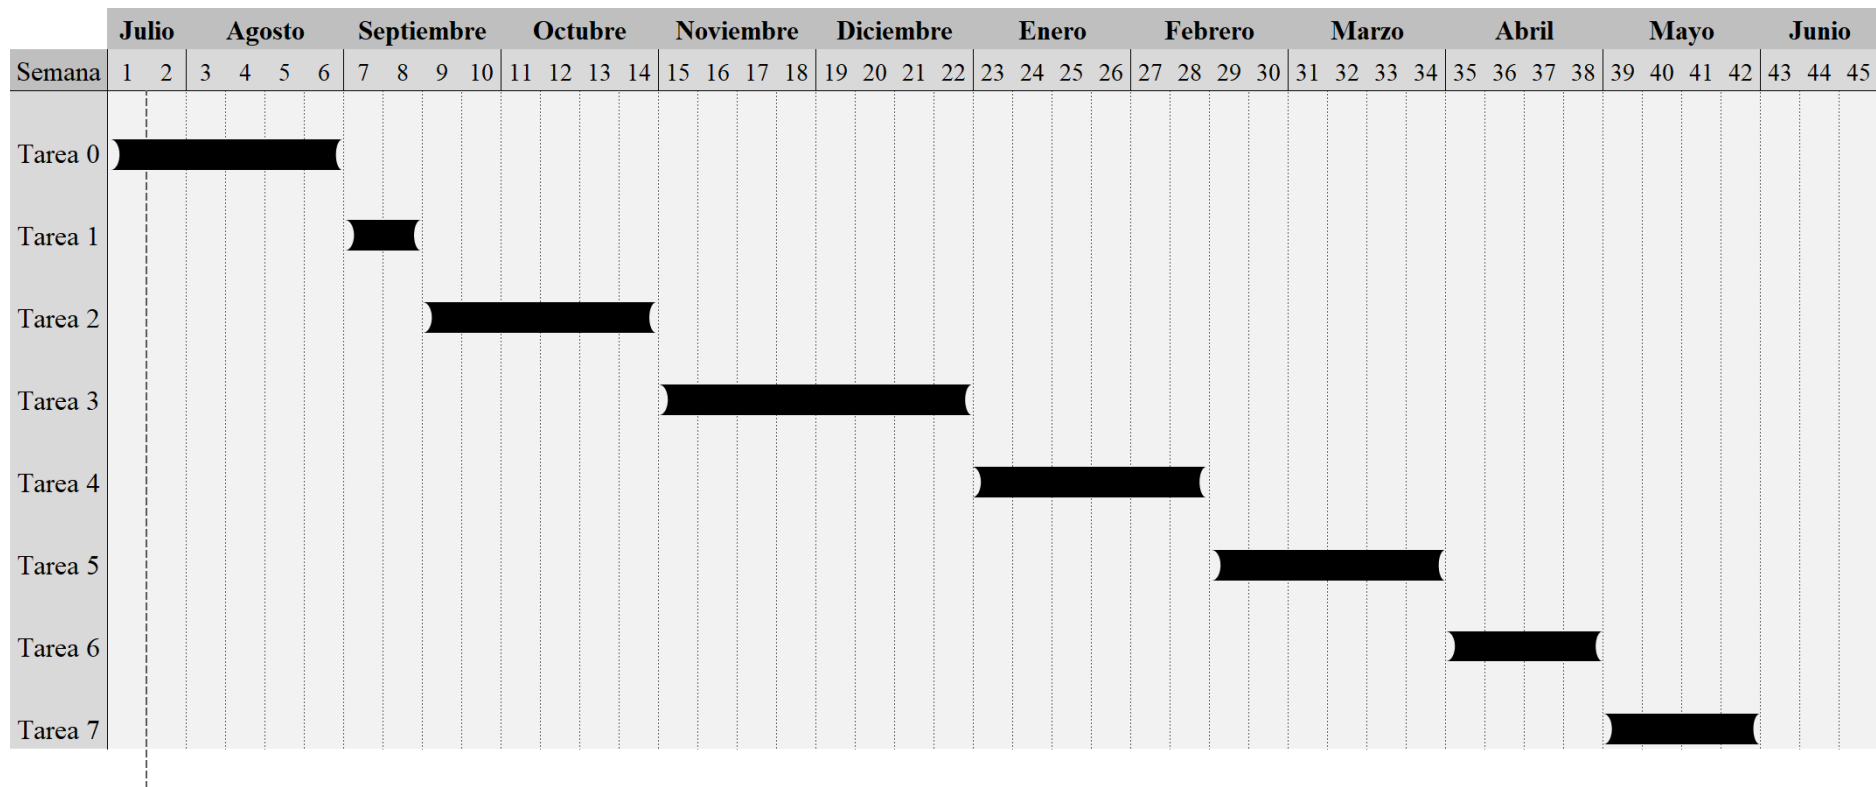 Julio Agosto Septiembre Octubre Noviembre Diciembre Enero Febrero Marzo Abril Mayo Junio
Semana 1 2 3 4 5 6 7 8 9 10 11 12 13 14 15 16 17 18 19 20 21 22 23 24 25 26 27 28 29 30 31 32 33 34 35 36 37 38 39 40 41 42 43 44 45
Tarea 0
Tarea 1
Tarea 2
Tarea 3
Tarea 4
Tarea 5
Tarea 6
Tarea 7